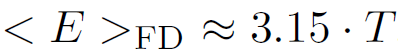 < E >_FD ≈ 3.15 · T